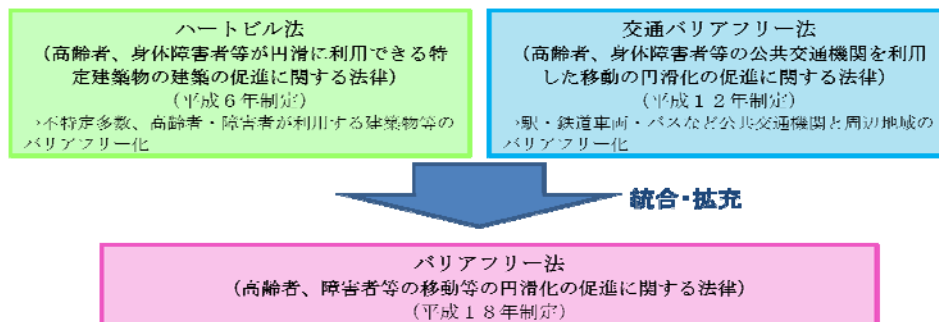 ハートビル法
(高齢者、身体障害者等が円滑に利用できる特
定建築物の建築の促進に関する法律)
(平成6年制定)
→不特定多数、高齢者・障害者が利用する建築物等の
バリアフリー化
交通バリアフリー法
(高齢者、身体障害者等の公共交通機関を利用
した移動の円滑化の促進に関する法律)
(平成12年制定)
→駅・鉄道車両・バスなど公共交通機関と周辺地域の
バリアフリー化
統合・拡充
バリアフリー法
(高齢者、障害者等の移動等の円滑化の促進に関する法律)
(平成18年制定)